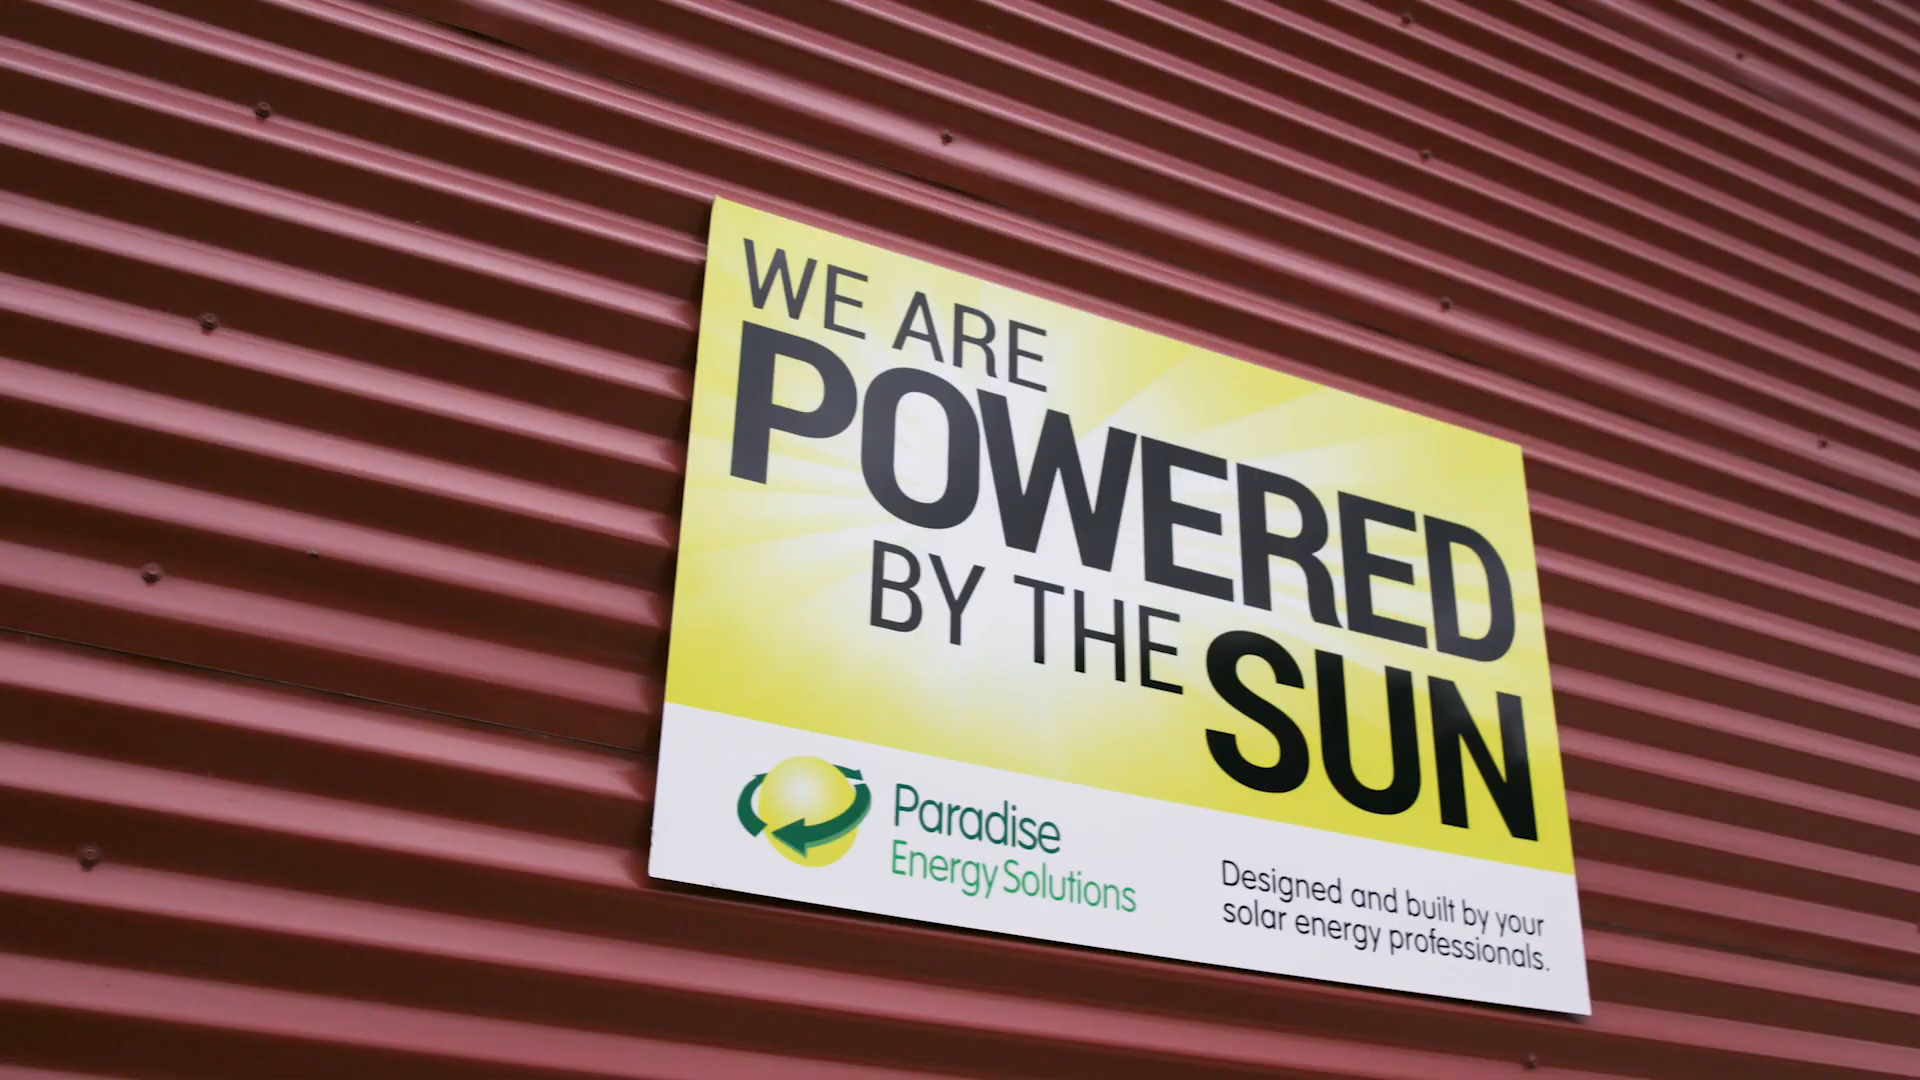 WE ARE
POWERED
BY THE SUN
Paradise
Energy Solutions
Designed and built by your
solar energy professionals.